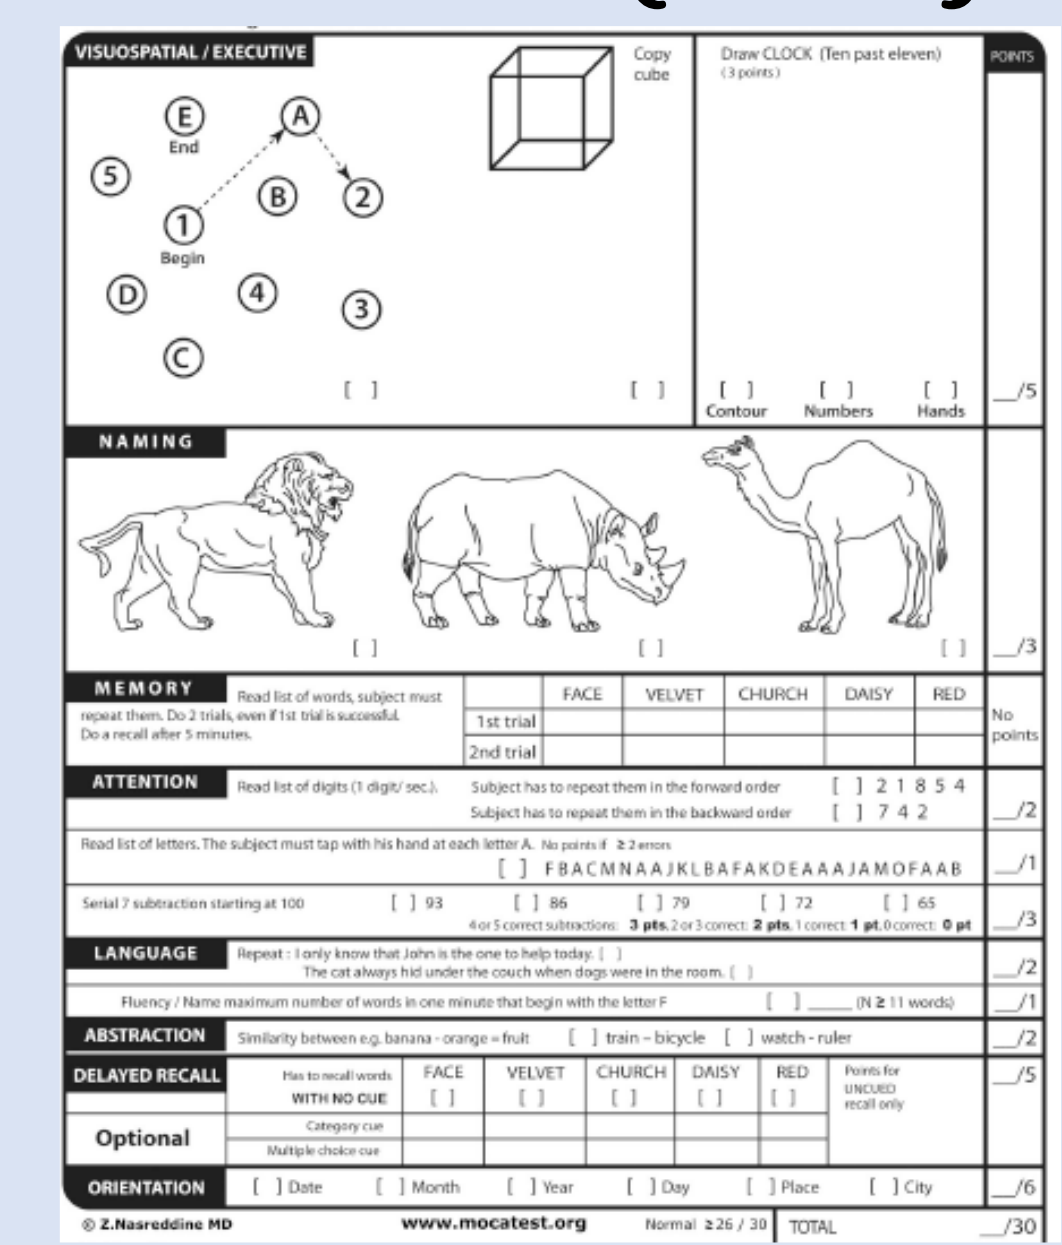 VISUOSPATIAL / EXECUTIVE
Copy cube
Draw CLOCK (Ten past eleven)
(3 points)
POINTS
E
End
A
5
B
2
1
Begin
D
4
3
C
[ ]
[ ]
[ ] [ ] [ ]
Contour Numbers Hands
__/5
NAMING
[ ] [ ] [ ]
__/3
MEMORY
Read list of words, subject must
repeat them. Do 2 trials, even if 1st trial is successful.
Do a recall after 5 minutes.
FACE VELVET CHURCH DAISY RED
1st trial
2nd trial
No points
ATTENTION
Read list of digits (1 digit/ sec.).
Subject has to repeat them in the forward order [ ] 2 1 8 5 4
Subject has to repeat them in the backward order [ ] 7 4 2
__/2
Read list of letters. The subject must tap with his hand at each letter A. No points if ≥ 2 errors
[ ] F B A C M N A A J K L B A F A K D E A A A J A M O F A A B
__/1
Serial 7 subtraction starting at 100 [ ] 93 [ ] 86 [ ] 79 [ ] 72 [ ] 65
4 or 5 correct subtractions: 3 pts, 2 or 3 correct: 2 pts, 1 correct: 1 pt, 0 correct: 0 pt
__/3
LANGUAGE
Repeat : I only know that John is the one to help today. [ ]
The cat always hid under the couch when dogs were in the room. [ ]
__/2
Fluency / Name maximum number of words in one minute that begin with the letter F [ ] _____ (N ≥ 11 words)
__/1
ABSTRACTION
Similarity between e.g. banana - orange = fruit [ ] train – bicycle [ ] watch - ruler
__/2
DELAYED RECALL
Has to recall words
WITH NO CUE
FACE VELVET CHURCH DAISY RED
[ ] [ ] [ ] [ ] [ ]
Points for
UNCUED
recall only
__/5
Optional
Category cue
Multiple choice cue
ORIENTATION
[ ] Date [ ] Month [ ] Year [ ] Day [ ] Place [ ] City
__/6
© Z.Nasreddine MD www.mocatest.org Normal ≥ 26 / 30 TOTAL __/30